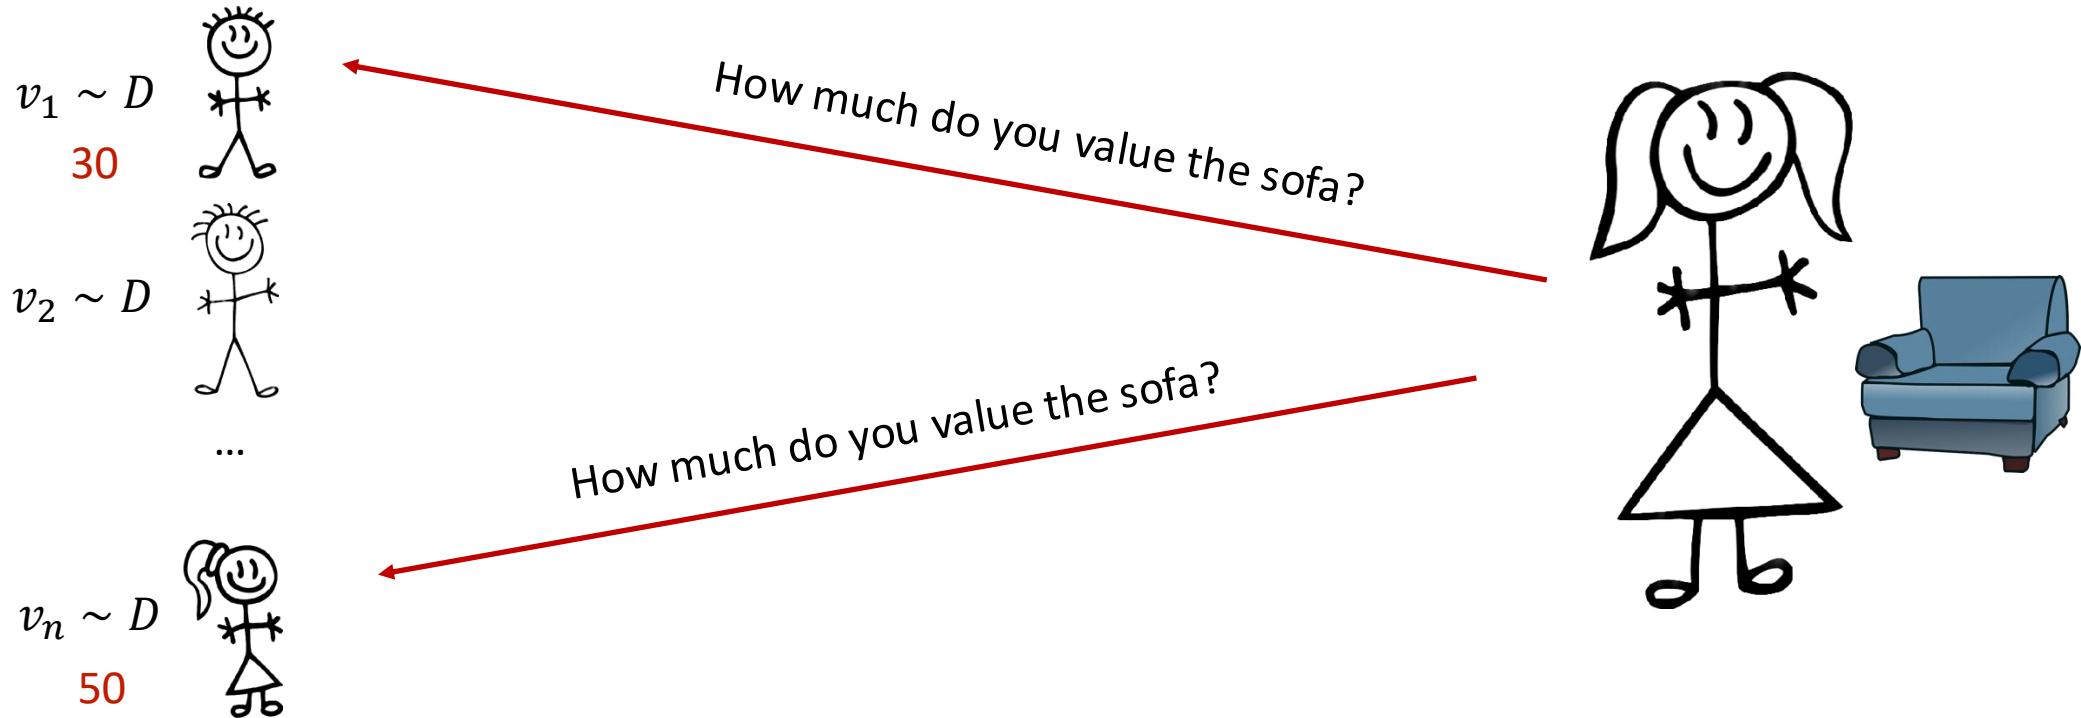 v₁ ~ D
30
How much do you value the sofa?
v₂ ~ D
...
How much do you value the sofa?
vₙ ~ D
50